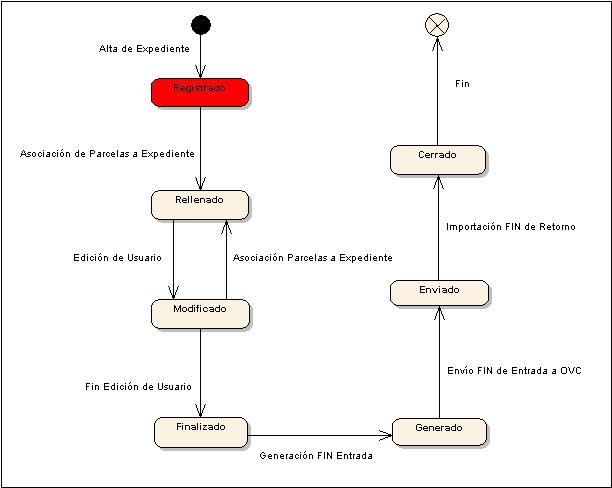 Alta de Expediente
Registrado
Asociación de Parcelas a Expediente
Rellenado
Edición de Usuario
Asociación Parcelas a Expediente
Modificado
Fin Edición de Usuario
Finalizado
Generación FIN Entrada
Generado
Envío FIN de Entrada a OVC
Enviado
Importación FIN de Retorno
Cerrado
Fin